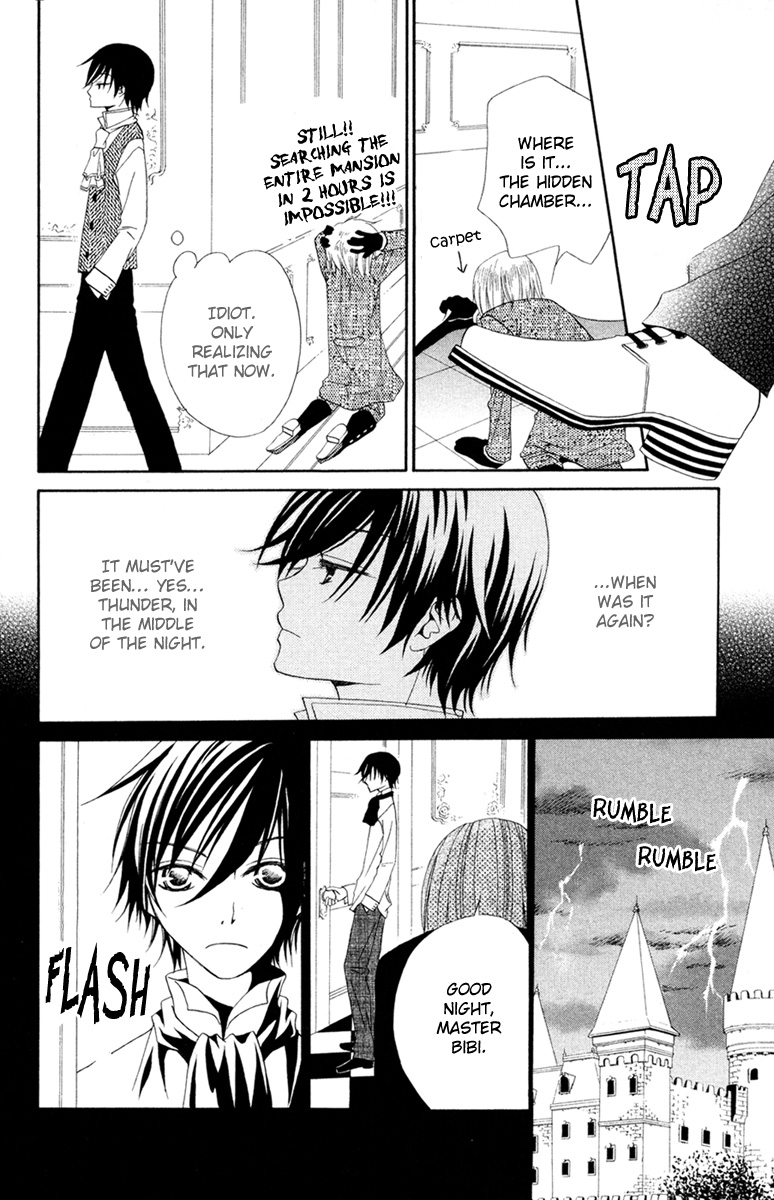 TAP
WHERE
IS IT...
THE HIDDEN
CHAMBER...
carpet
STILL!!
SEARCHING THE
ENTIRE MANSION
IN 2 HOURS IS
IMPOSSIBLE!!!
IDIOT.
ONLY
REALIZING
THAT NOW.
...WHEN
WAS IT
AGAIN?
IT MUST'VE
BEEN... YES...
THUNDER, IN
THE MIDDLE
OF THE NIGHT.
RUMBLE
RUMBLE
GOOD
NIGHT,
MASTER
BIBI.
FLASH